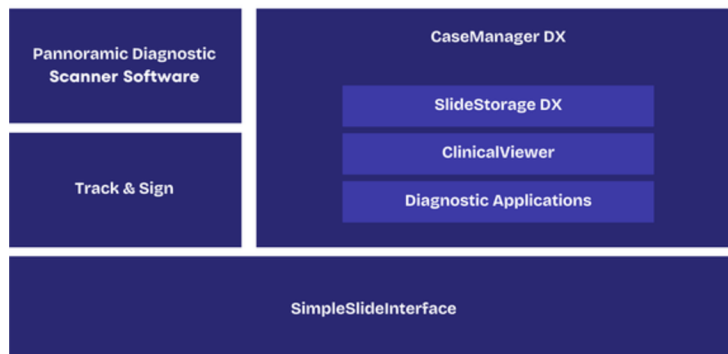 Pannoramic Diagnostic
Scanner Software
Track & Sign
CaseManager DX
SlideStorage DX
ClinicalViewer
Diagnostic Applications
SimpleSlideInterface